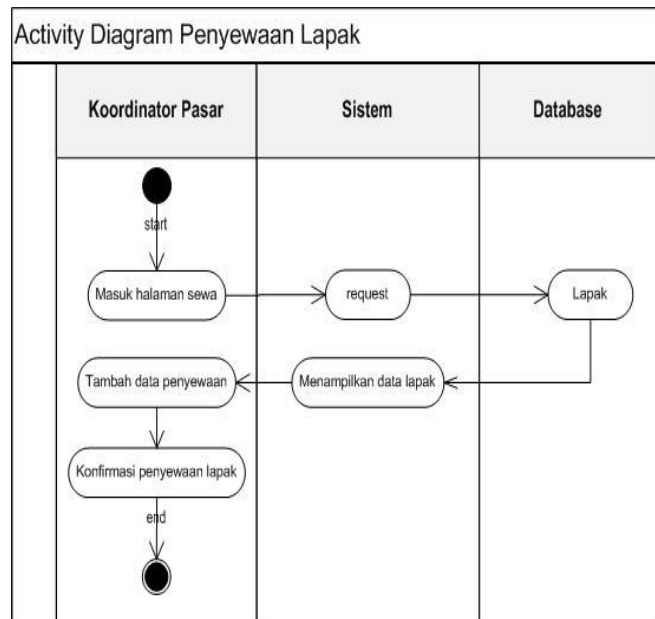 Activity Diagram Penyewaan Lapak
Koordinator Pasar
Sistem
Database
start
Masuk halaman sewa
request
Lapak
Tambah data penyewaan
Menampilkan data lapak
Konfirmasi penyewaan lapak
end